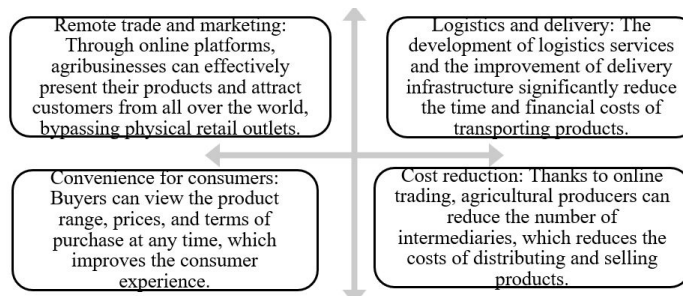 Remote trade and marketing:
Through online platforms,
agribusinesses can effectively
present their products and attract
customers from all over the world,
bypassing physical retail outlets.
Logistics and delivery: The
development of logistics services
and the improvement of delivery
infrastructure significantly reduce
the time and financial costs of
transporting products.
Convenience for consumers:
Buyers can view the product
range, prices, and terms of
purchase at any time, which
improves the consumer
experience.
Cost reduction: Thanks to online
trading, agricultural producers can
reduce the number of
intermediaries, which reduces the
costs of distributing and selling
products.